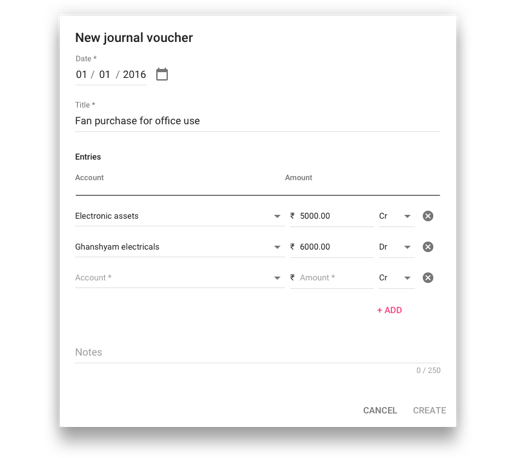 New journal voucher
Date *
01 / 01 / 2016
Title *
Fan purchase for office use
Entries
Account Amount
Electronic assets ₹ 5000.00 Cr
Ghanshyam electricals ₹ 6000.00 Dr
Account * ₹ Amount * Cr
+ ADD
Notes
0 / 250
CANCEL CREATE